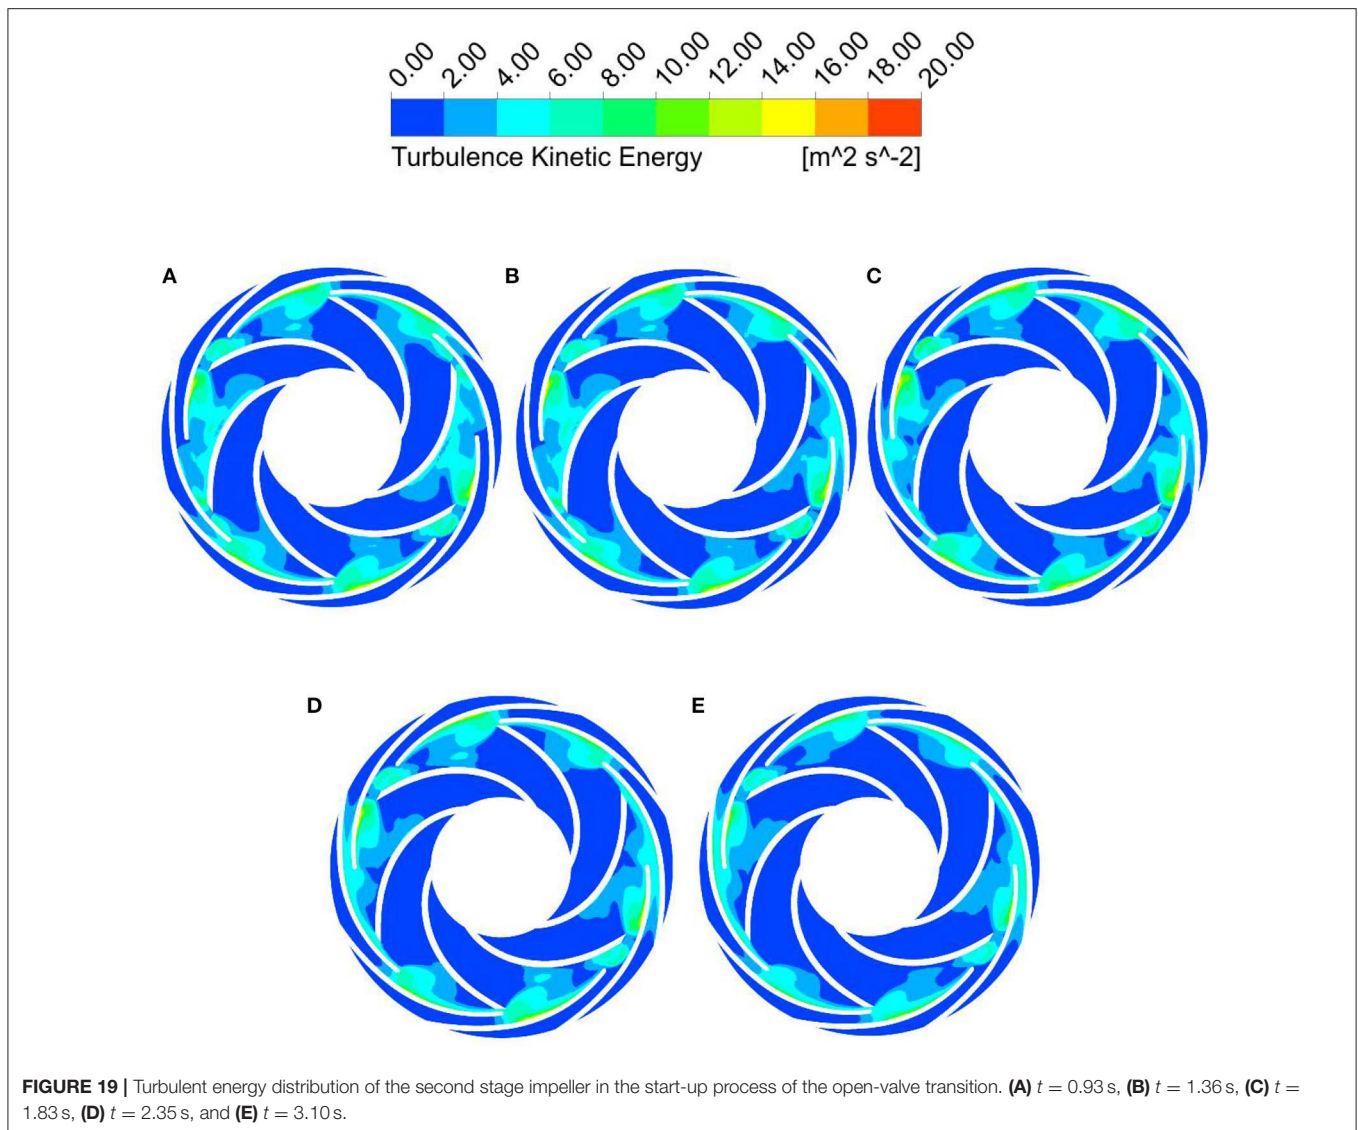 0.00 2.00 4.00 6.00 8.00 10.00 12.00 14.00 16.00 18.00 20.00
Turbulence Kinetic Energy [m^2 s^-2]
A B C
D E
FIGURE 19 | Turbulent energy distribution of the second stage impeller in the start-up process of the open-valve transition. (A) t = 0.93 s, (B) t = 1.36 s, (C) t =
1.83 s, (D) t = 2.35 s, and (E) t = 3.10 s.